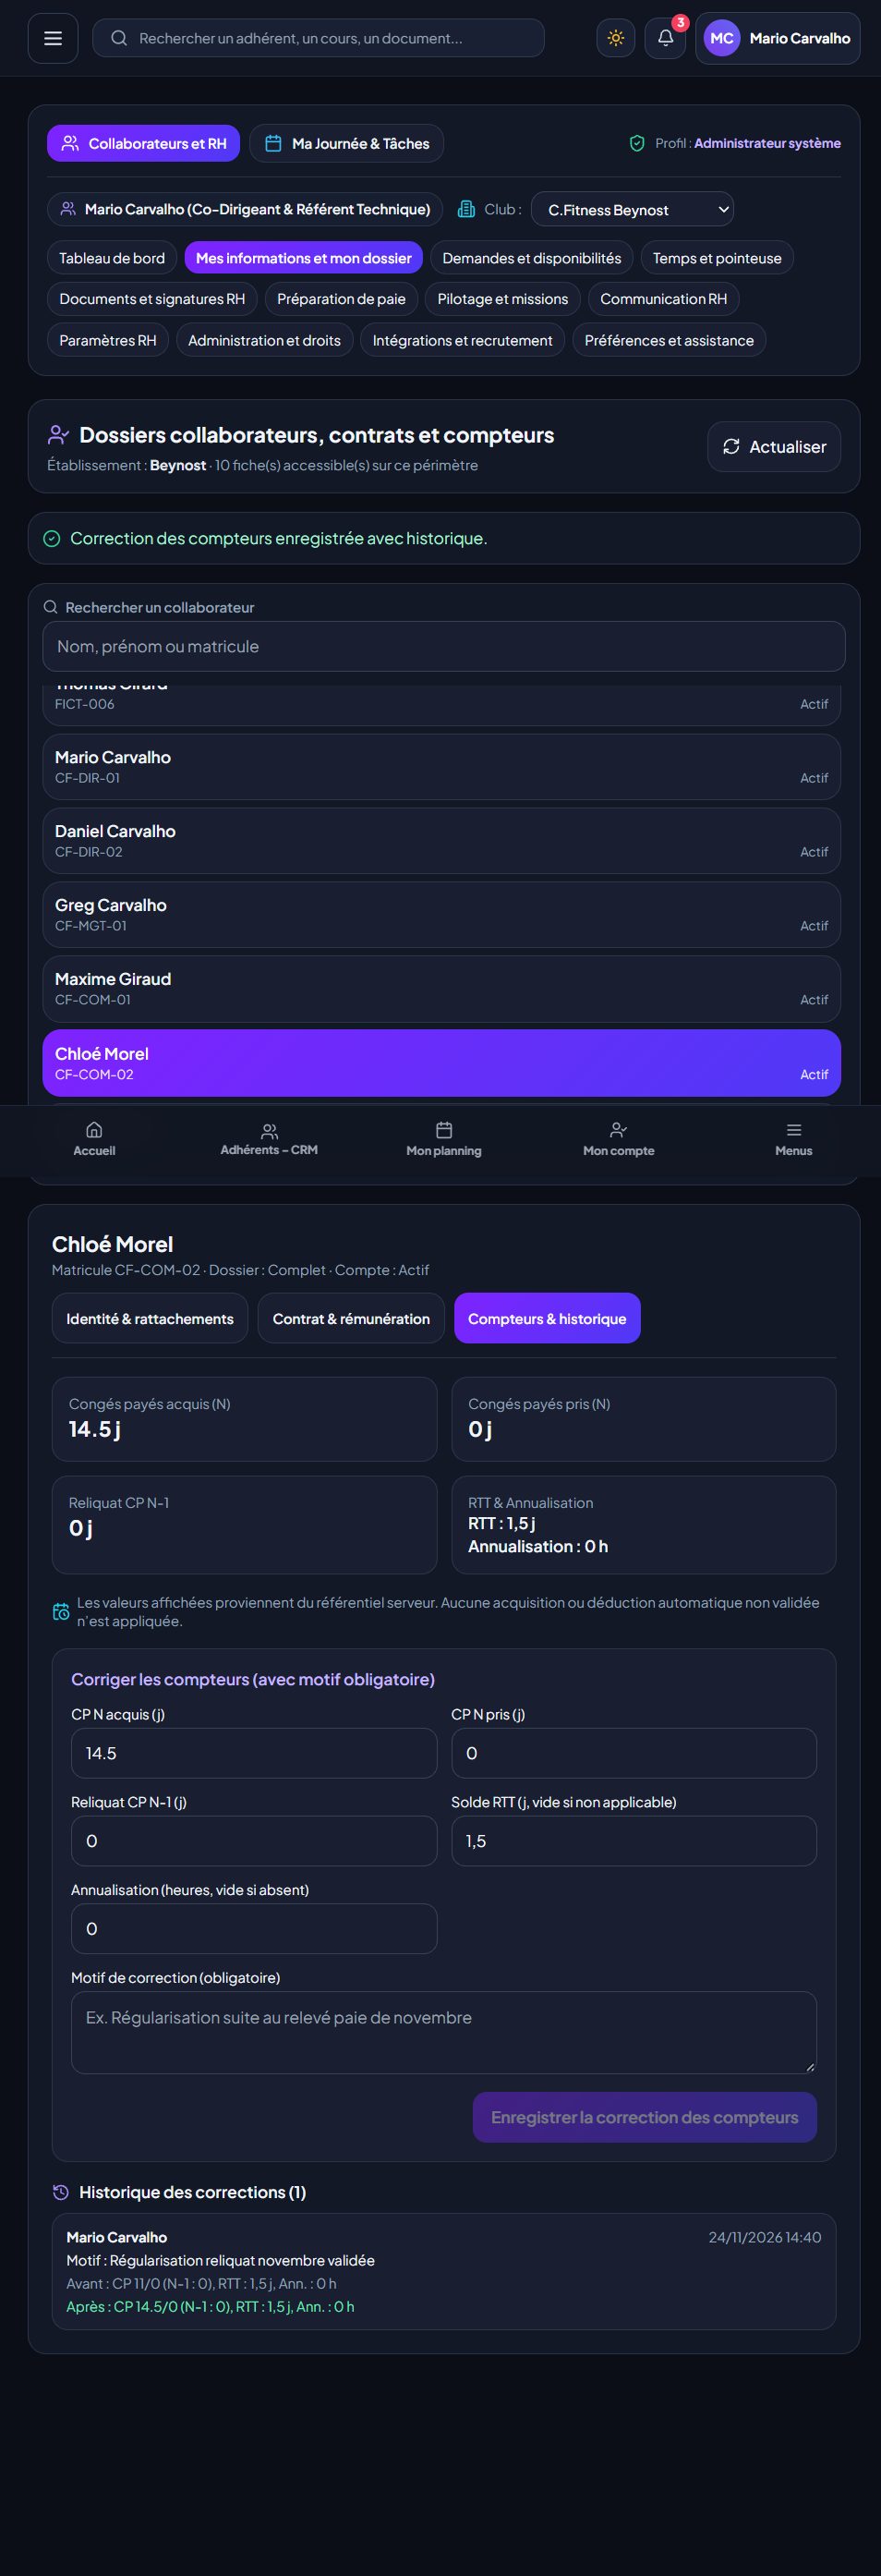 Rechercher un adhérent, un cours, un document...
3
MC
Mario Carvalho
Collaborateurs et RH
Ma Journée & Tâches
Profil : Administrateur système
Mario Carvalho (Co-Dirigeant & Référent Technique)
Club :
C.Fitness Beynost
Tableau de bord
Mes informations et mon dossier
Demandes et disponibilités
Temps et pointeuse
Documents et signatures RH
Préparation de paie
Pilotage et missions
Communication RH
Paramètres RH
Administration et droits
Intégrations et recrutement
Préférences et assistance
Dossiers collaborateurs, contrats et compteurs
Établissement : Beynost · 10 fiche(s) accessible(s) sur ce périmètre
Actualiser
Correction des compteurs enregistrée avec historique.
Rechercher un collaborateur
Nom, prénom ou matricule
Thomas Girard
FICT-006
Actif
Mario Carvalho
CF-DIR-01
Actif
Daniel Carvalho
CF-DIR-02
Actif
Greg Carvalho
CF-MGT-01
Actif
Maxime Giraud
CF-COM-01
Actif
Chloé Morel
CF-COM-02
Actif
Accueil
Adhérents – CRM
Mon planning
Mon compte
Menus
Chloé Morel
Matricule CF-COM-02 · Dossier : Complet · Compte : Actif
Identité & rattachements
Contrat & rémunération
Compteurs & historique
Congés payés acquis (N)
14.5 j
Congés payés pris (N)
0 j
Reliquat CP N-1
0 j
RTT & Annualisation
RTT : 1,5 j
Annualisation : 0 h
Les valeurs affichées proviennent du référentiel serveur. Aucune acquisition ou déduction automatique non validée
n'est appliquée.
Corriger les compteurs (avec motif obligatoire)
CP N acquis (j)
14.5
CP N pris (j)
0
Reliquat CP N-1 (j)
0
Solde RTT (j, vide si non applicable)
1,5
Annualisation (heures, vide si absent)
0
Motif de correction (obligatoire)
Ex. Régularisation suite au relevé paie de novembre
Enregistrer la correction des compteurs
Historique des corrections (1)
Mario Carvalho
24/11/2026 14:40
Motif : Régularisation reliquat novembre validée
Avant : CP 11/0 (N-1 : 0), RTT : 1,5 j, Ann. : 0 h
Après : CP 14.5/0 (N-1 : 0), RTT : 1,5 j, Ann. : 0 h